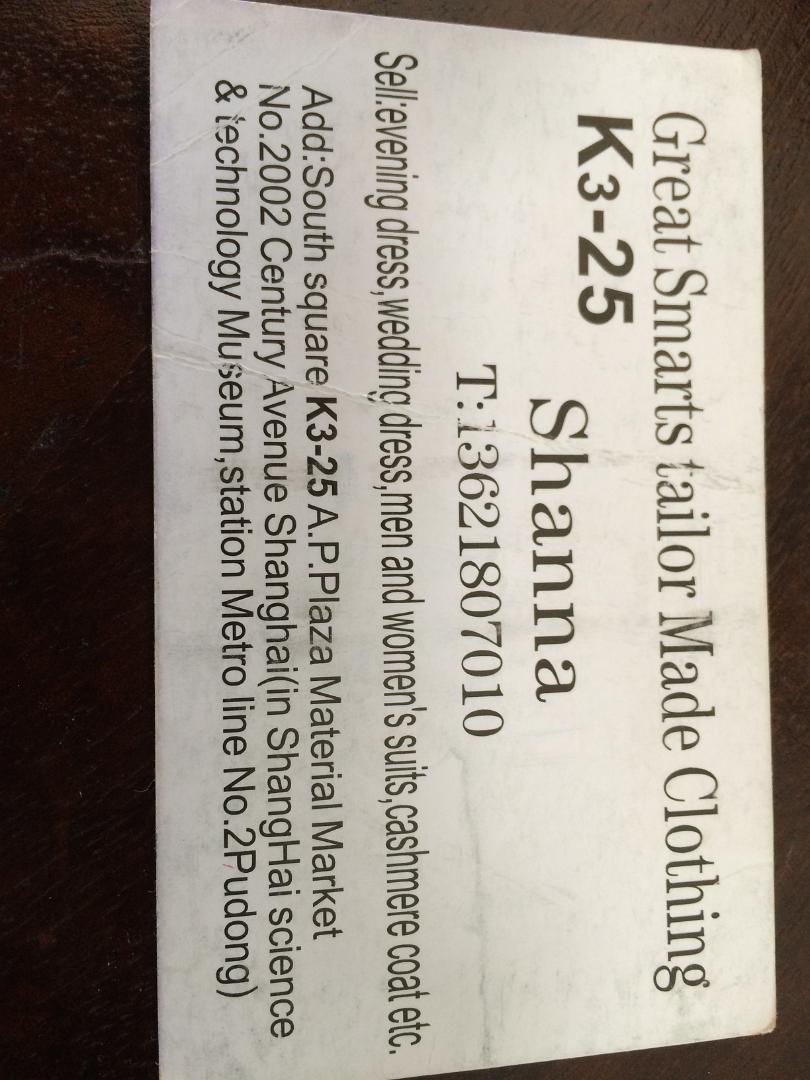 Great Smarts tailor Made Clothing
K3-25
Shanna
T:13621807010
Sell:evening dress,wedding dress,men and women's suits,cashmere coat etc.
Add:South square K3-25 A.P.Plaza Material Market
No.2002 Century Avenue Shanghai(in ShangHai science
& technology Museum,station Metro line No.2Pudong)